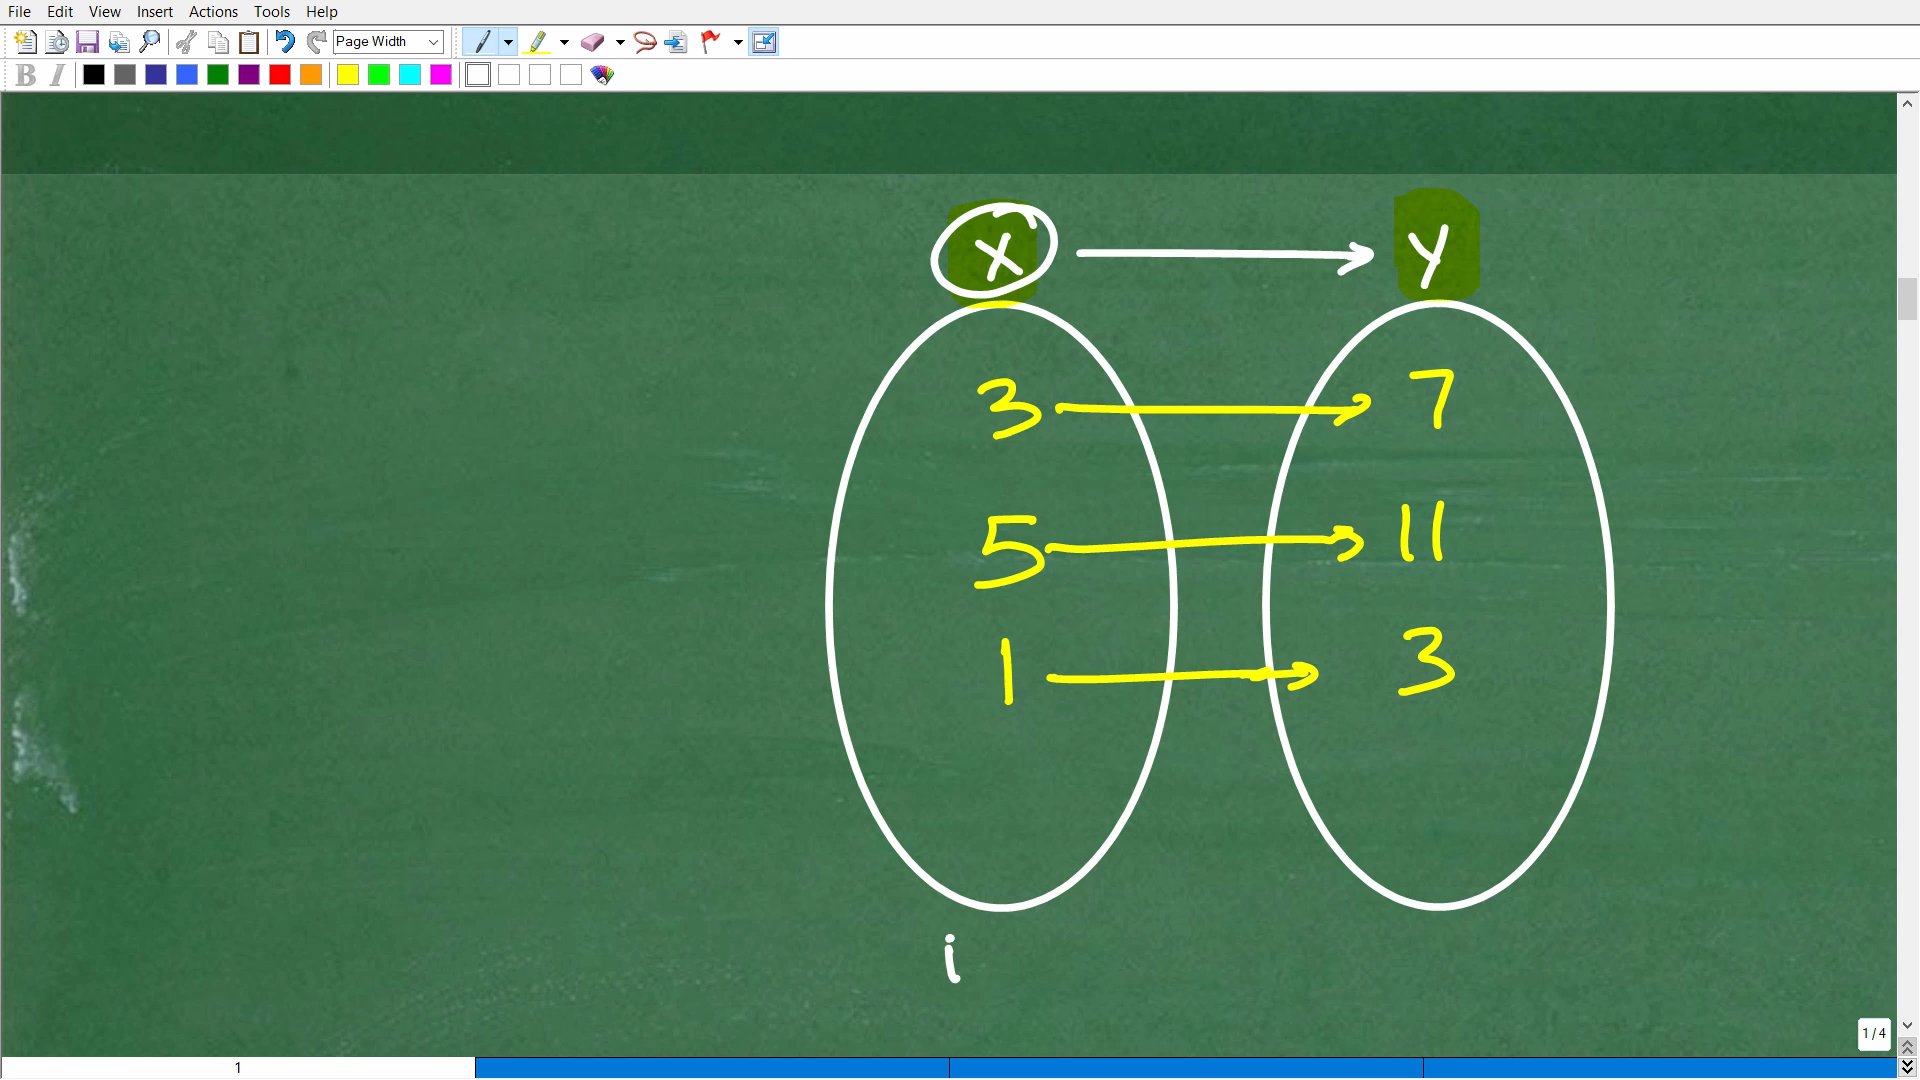 File Edit View Insert Actions Tools Help
Page Width
B I
x → y
3 → 7
5 → 11
1 → 3
i
1 / 4
1